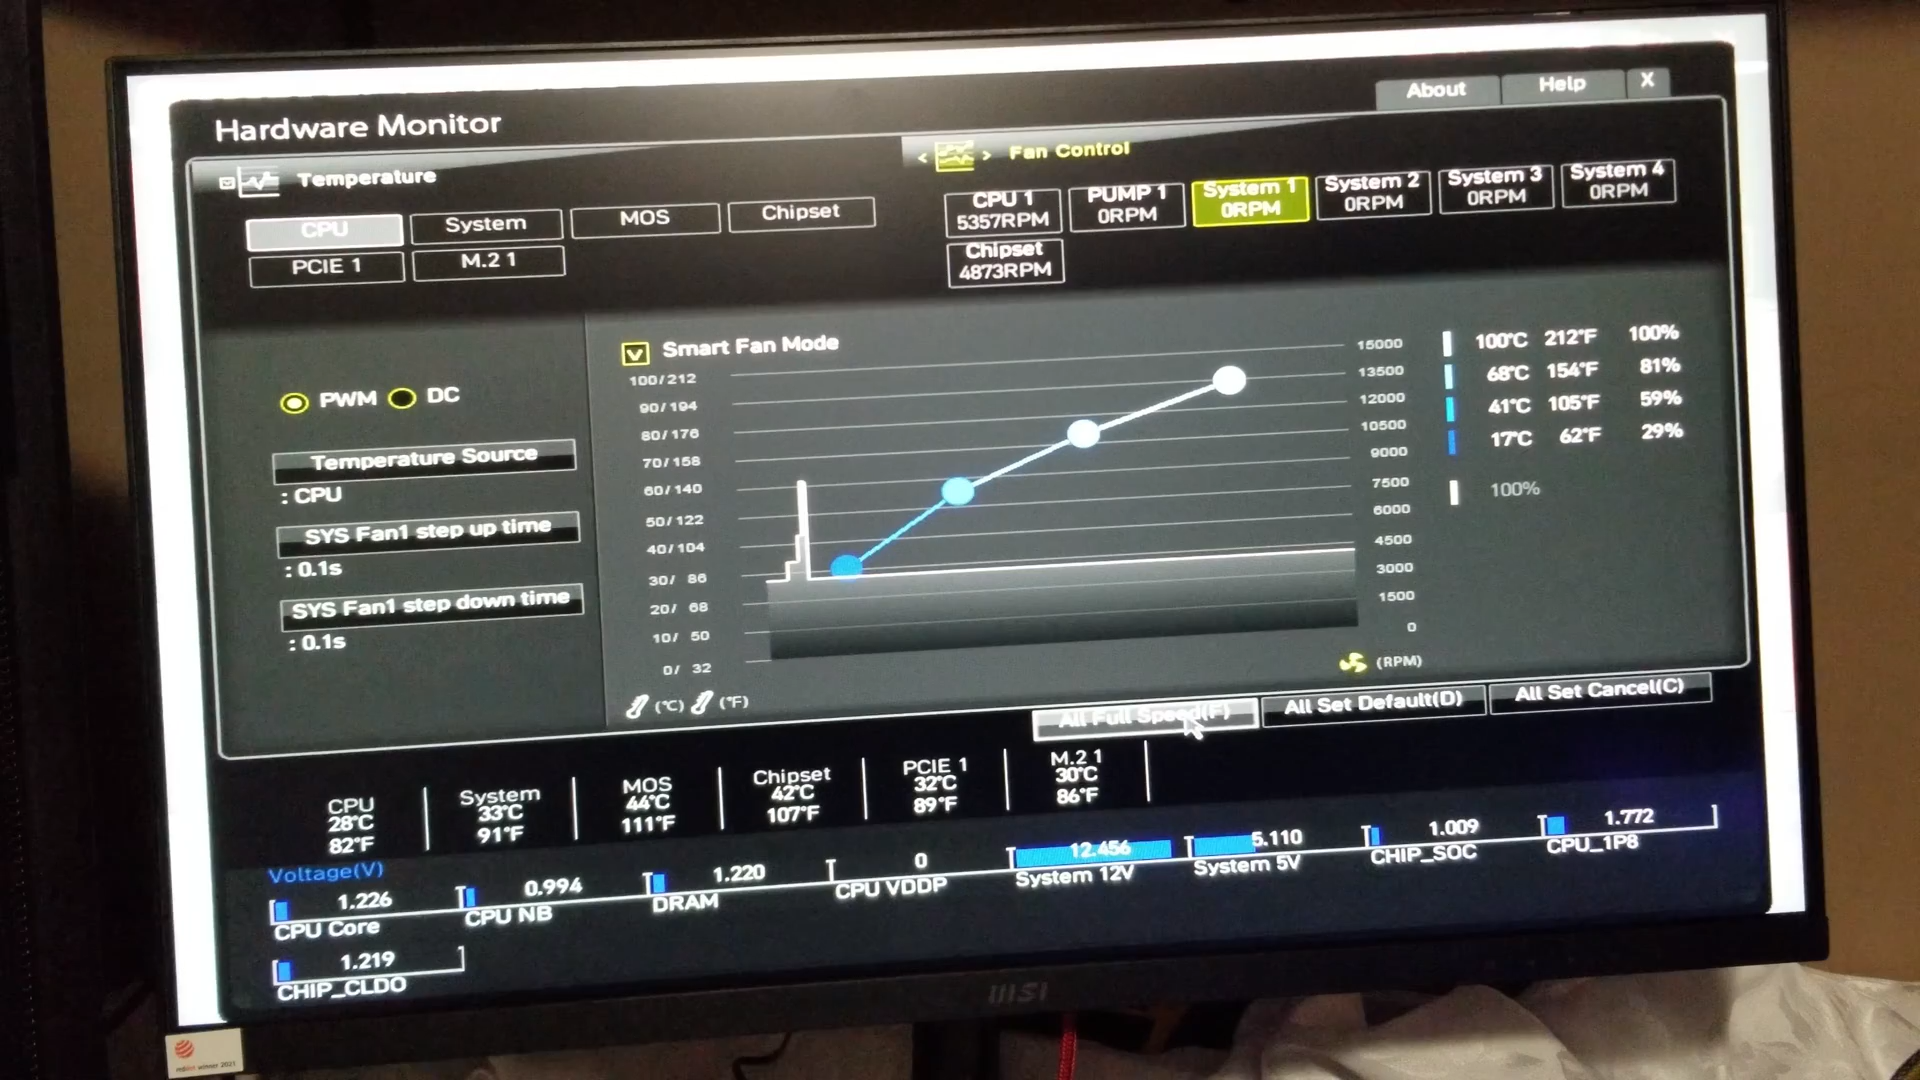 Hardware Monitor
About
Help
X
Temperature
< > Fan Control
CPU
System
MOS
Chipset
PCIE 1
M.2 1
CPU 1
5357RPM
PUMP 1
0RPM
System 1
0RPM
System 2
0RPM
System 3
0RPM
System 4
0RPM
Chipset
4873RPM
PWM
DC
Temperature Source
: CPU
SYS Fan1 step up time
: 0.1s
SYS Fan1 step down time
: 0.1s
Smart Fan Mode
100/212
90/194
80/176
70/158
60/140
50/122
40/104
30/ 86
20/ 68
10/ 50
0/ 32
(°C) (°F)
15000
13500
12000
10500
9000
7500
6000
4500
3000
1500
0
(RPM)
100°C 212°F 100%
68°C 154°F 81%
41°C 105°F 59%
17°C 62°F 29%
100%
All Full Speed(F)
All Set Default(D)
All Set Cancel(C)
CPU
28°C
82°F
System
33°C
91°F
MOS
44°C
111°F
Chipset
42°C
107°F
PCIE 1
32°C
89°F
M.2 1
30°C
86°F
Voltage(V)
1.226
CPU Core
0.994
CPU NB
1.220
DRAM
0
CPU VDDP
12.456
System 12V
5.110
System 5V
1.009
CHIP_SOC
1.772
CPU_1P8
1.219
CHIP_CLDO
msi
winner 2021